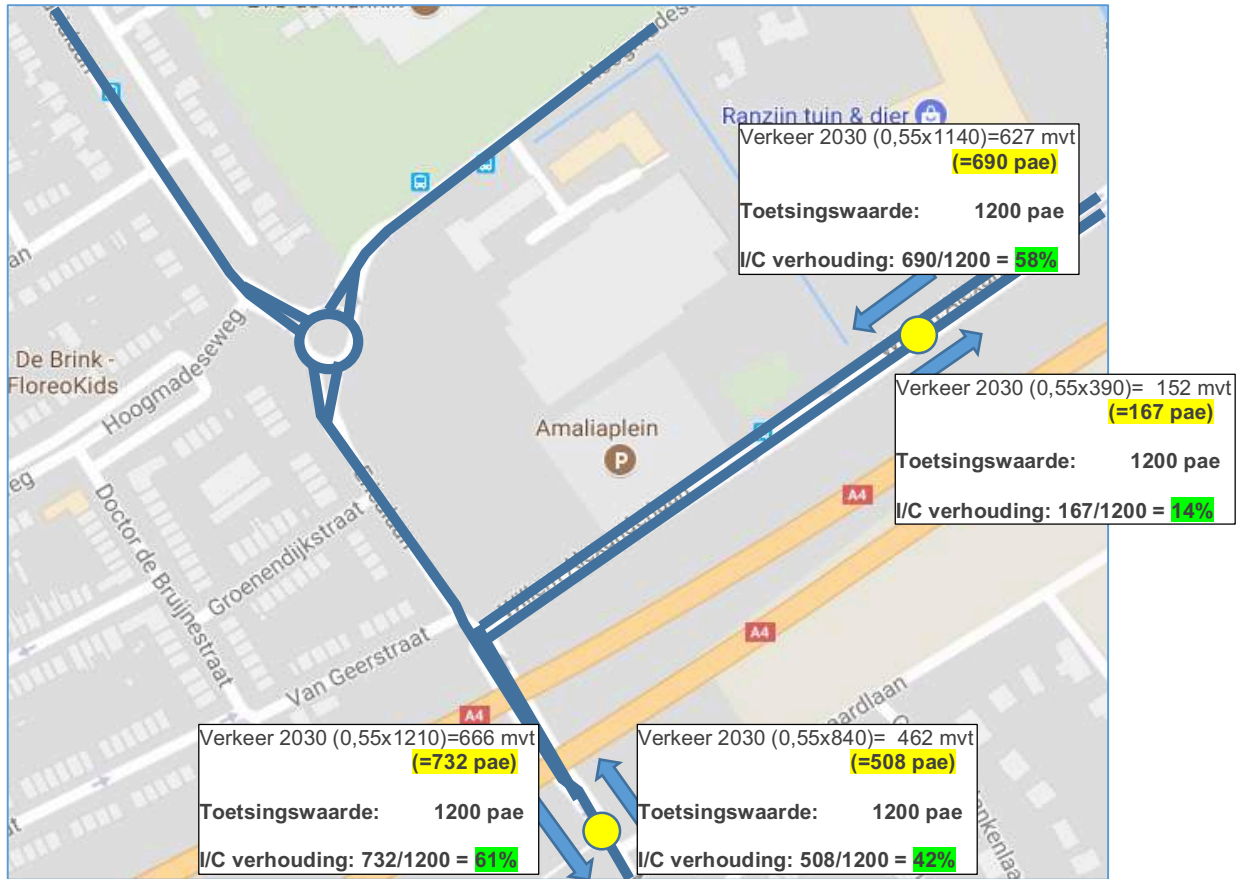 Ranzijn tuin & dier
Verkeer 2030 (0,55x1140)=627 mvt
(=690 pae)
Toetsingswaarde: 1200 pae
I/C verhouding: 690/1200 = 58%
De Brink -
FloreoKids
Hoogmadeseweg
Verkeer 2030 (0,55x390)= 152 mvt
(=167 pae)
Toetsingswaarde: 1200 pae
I/C verhouding: 167/1200 = 14%
Amaliaplein
P
A4
Doctor de Bruijnestraat
Groenendijkstraat
Van Geerstraat
A4
A4
Verkeer 2030 (0,55x1210)=666 mvt
(=732 pae)
Toetsingswaarde: 1200 pae
I/C verhouding: 732/1200 = 61%
Verkeer 2030 (0,55x840)= 462 mvt
(=508 pae)
Toetsingswaarde: 1200 pae
I/C verhouding: 508/1200 = 42%